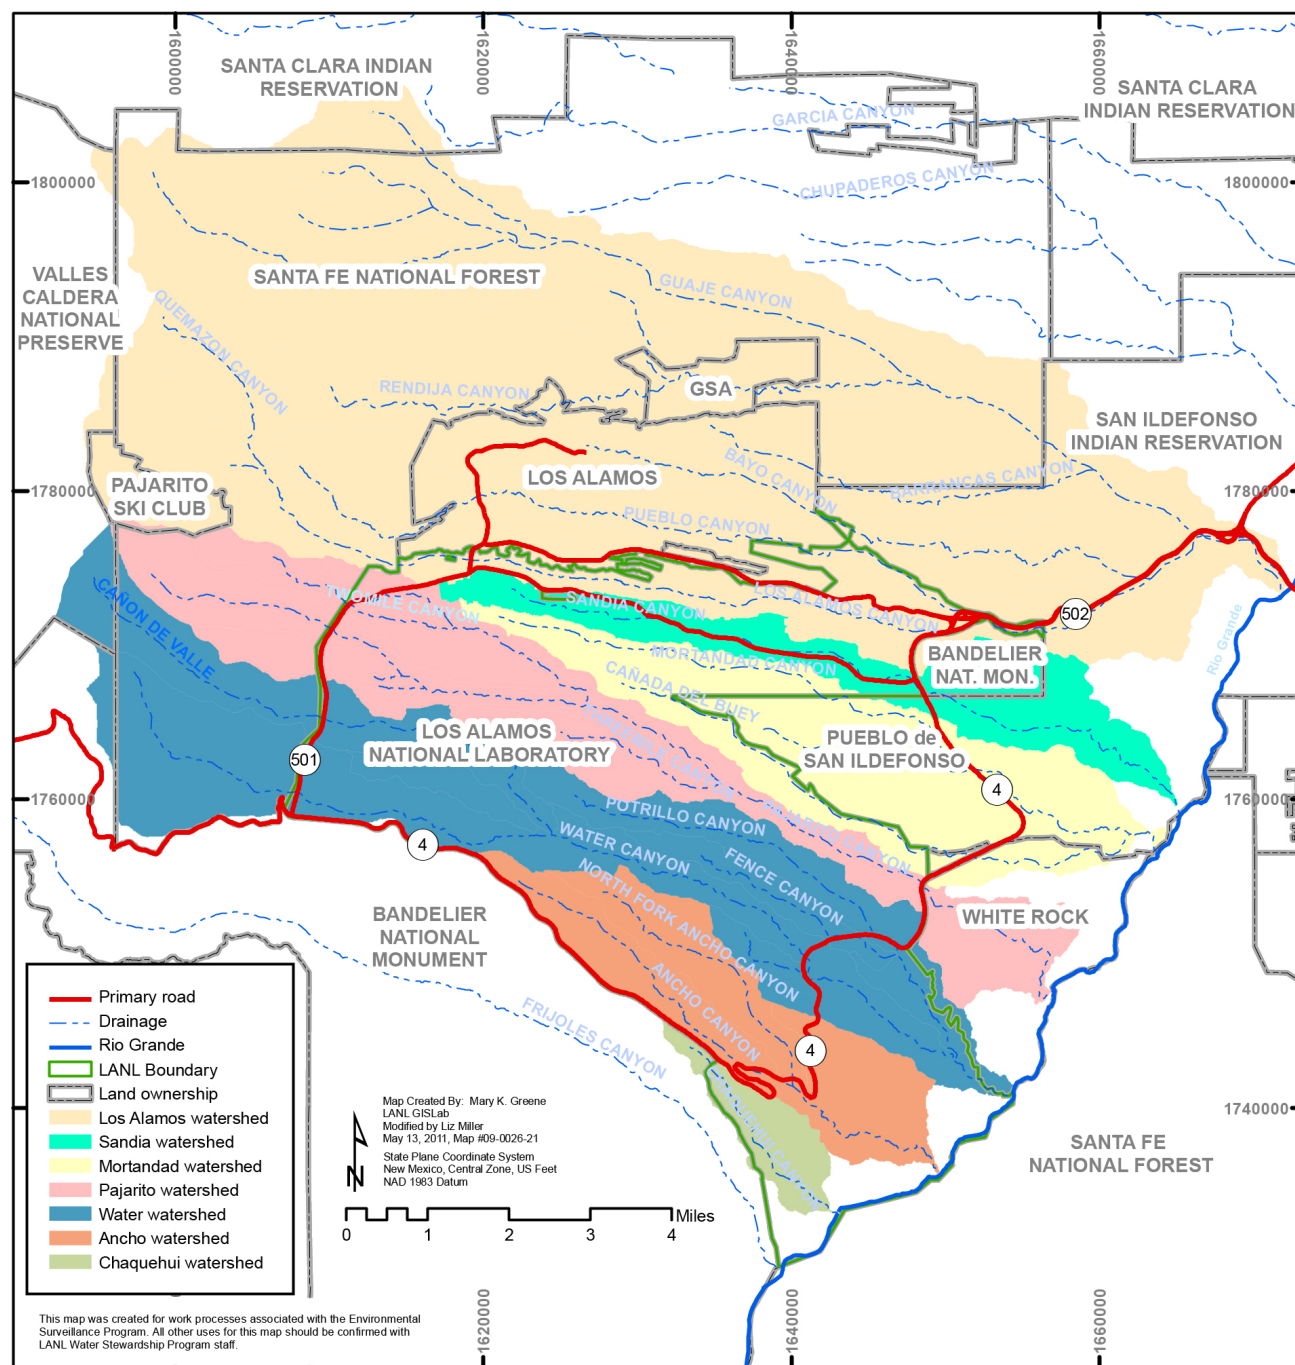 1600000
1620000
1640000
1660000
SANTA CLARA INDIAN
RESERVATION
SANTA CLARA
INDIAN RESERVATION
GARCIA CANYON
1800000
CHUPADEROS CANYON
1800000
VALLES
CALDERA
NATIONAL
PRESERVE
SANTA FE NATIONAL FOREST
GUAJE CANYON
QUEMAZON CANYON
RENDIJA CANYON
GSA
SAN ILDEFONSO
INDIAN RESERVATION
BAYO CANYON
BARRANCAS CANYON
PAJARITO
SKI CLUB
LOS ALAMOS
1780000
1780000
PUEBLO CANYON
TWOMILE CANYON
SANDIA CANYON
LOS ALAMOS CANYON
502
CAÑON DE VALLE
MORTANDAD CANYON
BANDELIER
NAT. MON.
Rio Grande
CAÑADA DEL BUEY
THREEMILE CANYON
LOS ALAMOS
NATIONAL LABORATORY
PUEBLO de
SAN ILDEFONSO
501
4
1760000
1760000
POTRILLO CANYON
PAJARITO CANYON
4
WATER CANYON
FENCE CANYON
NORTH FORK ANCHO CANYON
BANDELIER
NATIONAL
MONUMENT
WHITE ROCK
ANCHO CANYON
FRIJOLES CANYON
4
CHAQUEHUI CANYON
1740000
SANTA FE
NATIONAL FOREST
Primary road
Drainage
Rio Grande
LANL Boundary
Land ownership
Los Alamos watershed
Sandia watershed
Mortandad watershed
Pajarito watershed
Water watershed
Ancho watershed
Chaquehui watershed
Map Created By: Mary K. Greene
LANL GISLab
Modified by Liz Miller
May 13, 2011, Map #09-0026-21
State Plane Coordinate System
New Mexico, Central Zone, US Feet
NAD 1983 Datum
N
Miles
0 1 2 3 4
1620000
1640000
1660000
This map was created for work processes associated with the Environmental
Surveillance Program. All other uses for this map should be confirmed with
LANL Water Stewardship Program staff.